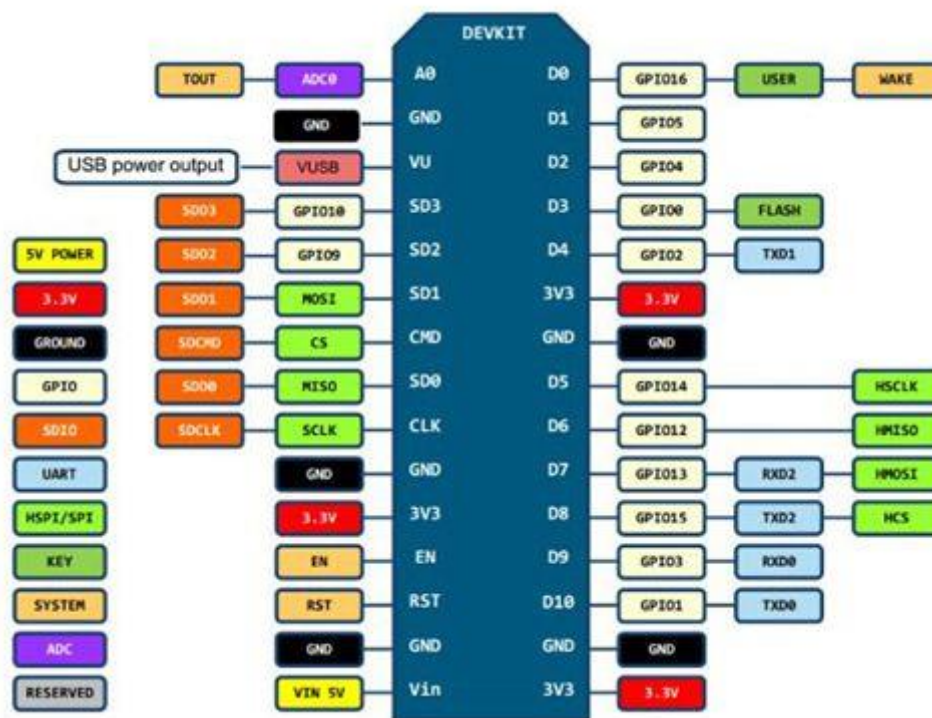 DEVKIT
TOUT ADC0 A0 D0 GPIO16 USER WAKE
GND GND D1 GPIO5
USB power output VUSB VU D2 GPIO4
SDD3 GPIO10 SD3 D3 GPIO0 FLASH
5V POWER SDD2 GPIO9 SD2 D4 GPIO2 TXD1
3.3V SDD1 MOSI SD1 3V3 3.3V
GROUND SDCMD CS CMD GND GND
GPIO SDD0 MISO SD0 D5 GPIO14 HSCLK
SDIO SDCLK SCLK CLK D6 GPIO12 HMISO
UART GND GND D7 GPIO13 RXD2 HMOSI
HSPI/SPI 3.3V 3V3 D8 GPIO15 TXD2 HCS
KEY EN EN D9 GPIO3 RXD0
SYSTEM RST RST D10 GPIO1 TXD0
ADC GND GND GND GND
RESERVED VIN 5V Vin 3V3 3.3V